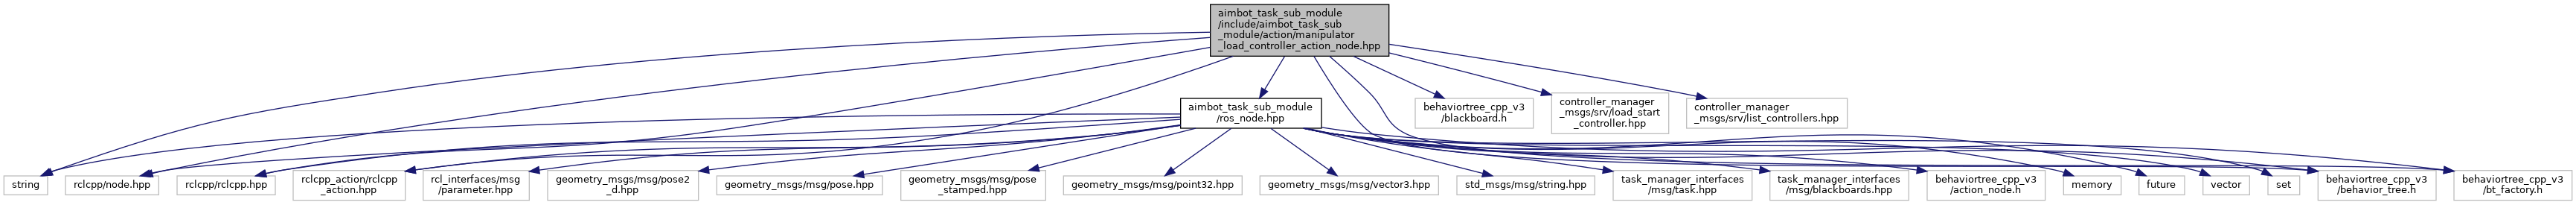 aimbot_task_sub_module
/include/aimbot_task_sub
_module/action/manipulator
_load_controller_action_node.hpp
aimbot_task_sub_module
/ros_node.hpp
behaviortree_cpp_v3
/blackboard.h
controller_manager
_msgs/srv/load_start
_controller.hpp
controller_manager
_msgs/srv/list_controllers.hpp
string
rclcpp/node.hpp
rclcpp/rclcpp.hpp
rclcpp_action/rclcpp
_action.hpp
rcl_interfaces/msg
/parameter.hpp
geometry_msgs/msg/pose2
_d.hpp
geometry_msgs/msg/pose.hpp
geometry_msgs/msg/pose
_stamped.hpp
geometry_msgs/msg/point32.hpp
geometry_msgs/msg/vector3.hpp
std_msgs/msg/string.hpp
task_manager_interfaces
/msg/task.hpp
task_manager_interfaces
/msg/blackboards.hpp
behaviortree_cpp_v3
/action_node.h
memory
future
vector
set
behaviortree_cpp_v3
/behavior_tree.h
behaviortree_cpp_v3
/bt_factory.h